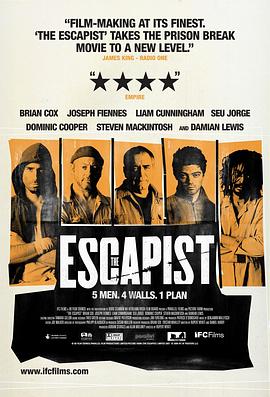 "FILM-MAKING AT ITS FINEST.
'THE ESCAPIST' TAKES THE PRISON BREAK
MOVIE TO A NEW LEVEL."
JAMES KING - RADIO ONE
"★★★★"
EMPIRE
BRIAN COX JOSEPH FIENNES LIAM CUNNINGHAM SEU JORGE
DOMINIC COOPER STEVEN MACKINTOSH AND DAMIAN LEWIS
THE
ESCAPIST
5 MEN. 4 WALLS. 1 PLAN
IFC Films
www.ifcfilms.com